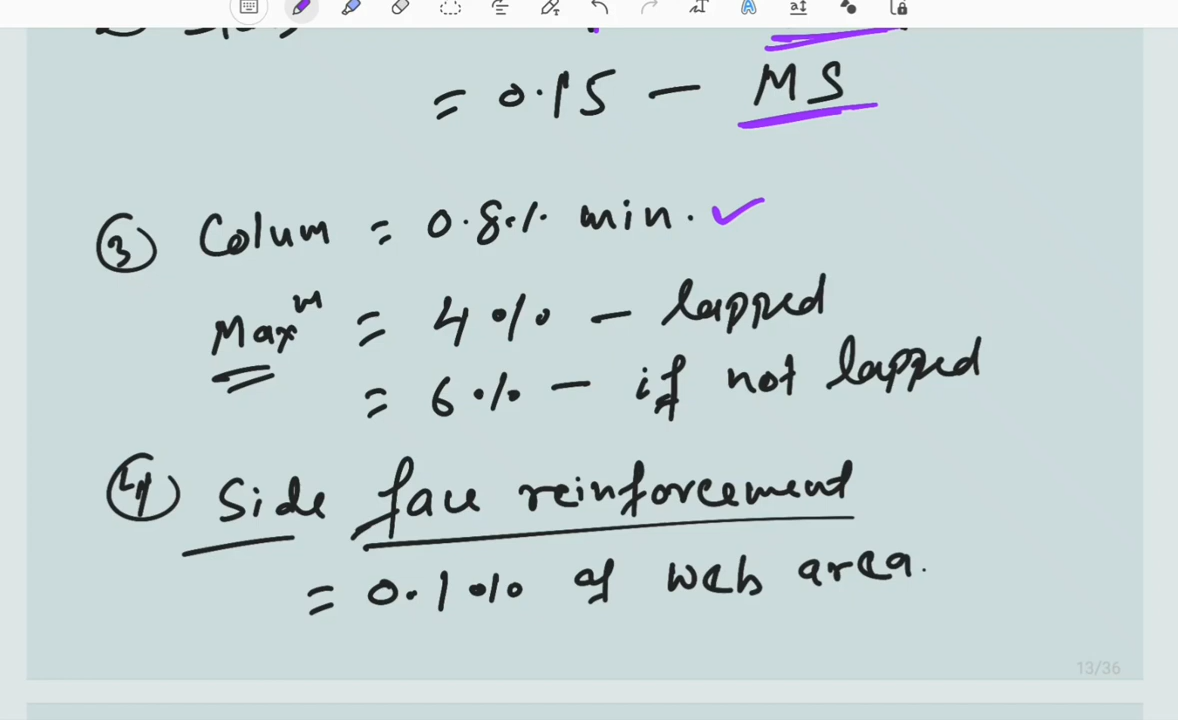 = 0.15 - MS
③ Colum = 0.8% min. ✓
Maxᵐ = 4% - lapped
= 6% - if not lapped
④ Side face reinforcement
= 0.1% of web area.
13/36